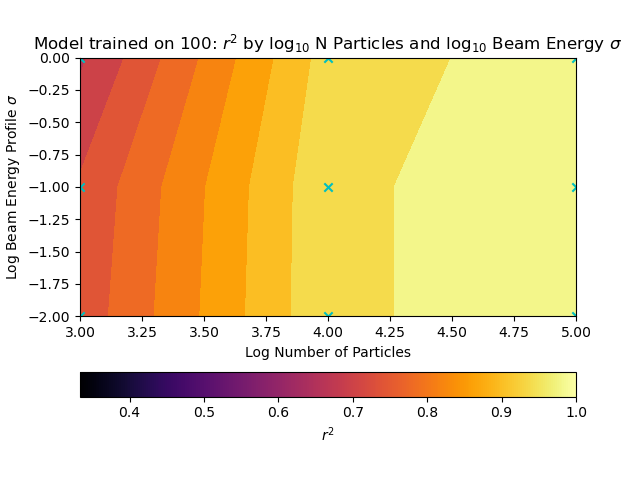 Model trained on 100: r² by log₁₀ N Particles and log₁₀ Beam Energy σ
Log Beam Energy Profile σ
0.00
−0.25
−0.50
−0.75
−1.00
−1.25
−1.50
−1.75
−2.00
3.00 3.25 3.50 3.75 4.00 4.25 4.50 4.75 5.00
Log Number of Particles
0.4 0.5 0.6 0.7 0.8 0.9 1.0
r²